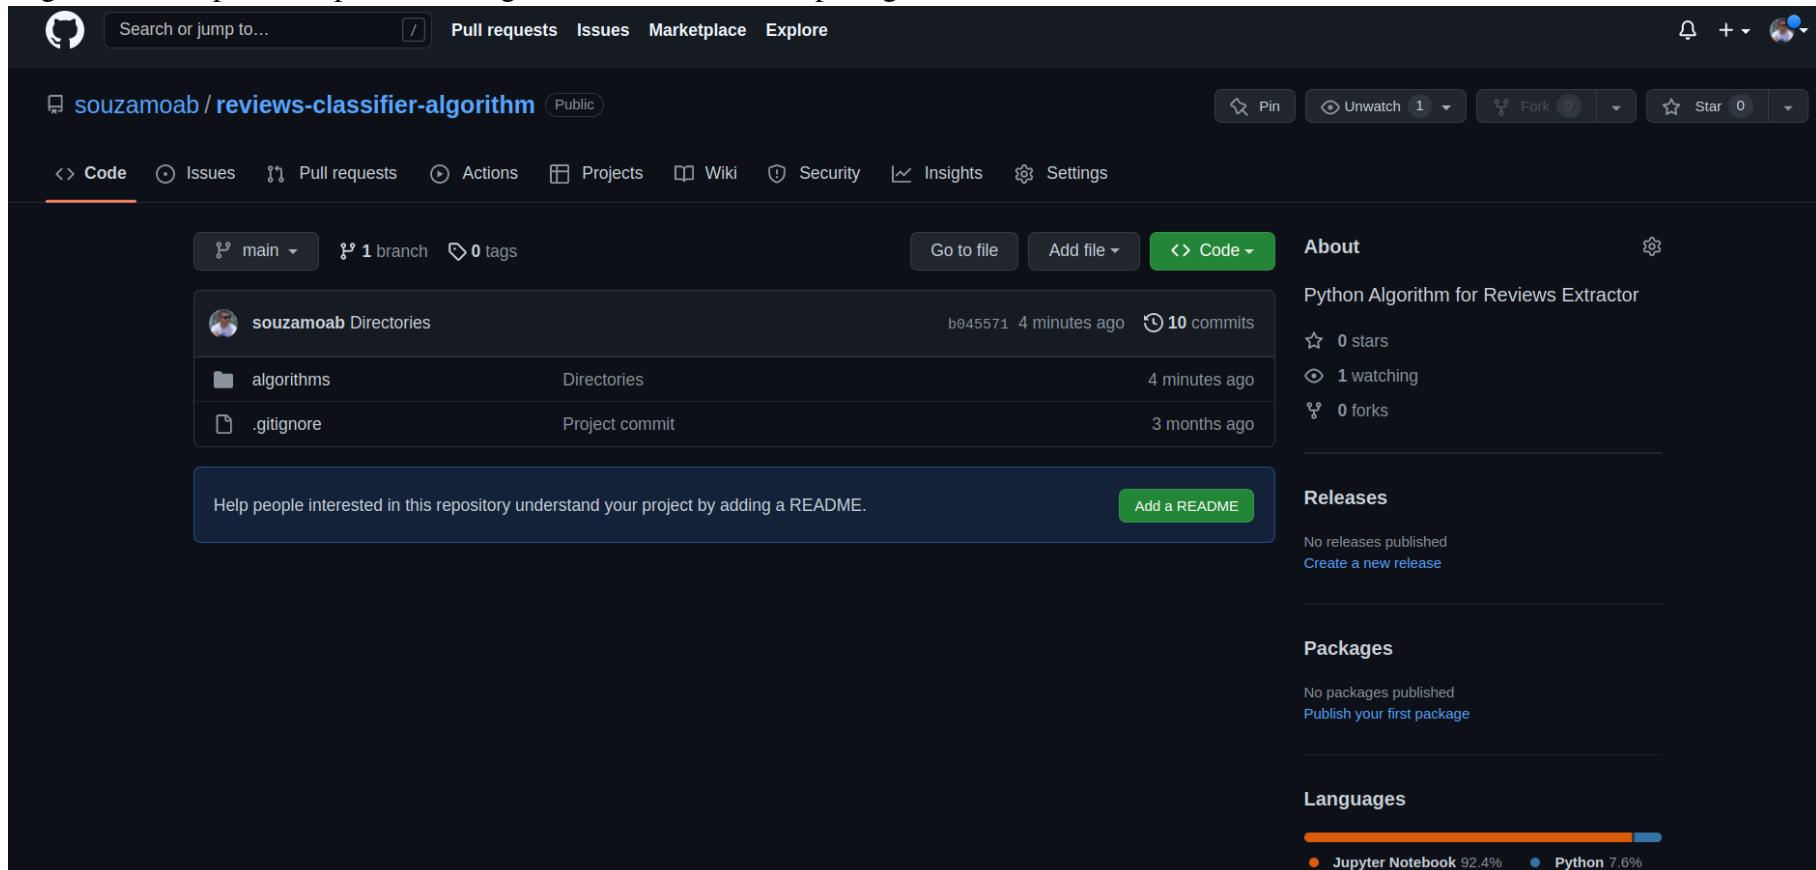 Search or jump to... /
Pull requests Issues Marketplace Explore
souzamoab / reviews-classifier-algorithm Public
Pin Unwatch 1 Fork 0 Star 0
Code Issues Pull requests Actions Projects Wiki Security Insights Settings
main 1 branch 0 tags Go to file Add file Code
souzamoab Directories b045571 4 minutes ago 10 commits
algorithms Directories 4 minutes ago
.gitignore Project commit 3 months ago
Help people interested in this repository understand your project by adding a README. Add a README
About
Python Algorithm for Reviews Extractor
0 stars
1 watching
0 forks
Releases
No releases published
Create a new release
Packages
No packages published
Publish your first package
Languages
Jupyter Notebook 92.4% Python 7.6%